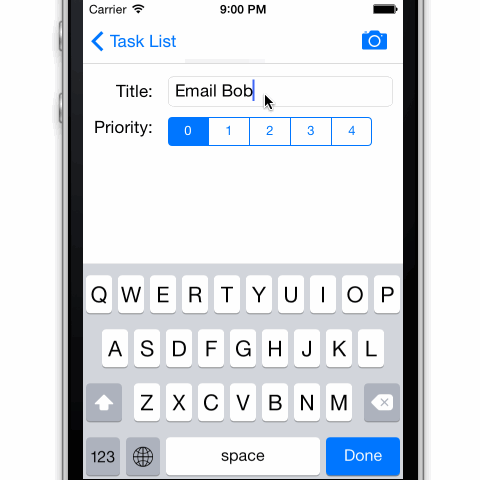 Carrier 9:00 PM
Task List
Title: Email Bob
Priority: 0 1 2 3 4
Q W E R T Y U I O P
A S D F G H J K L
Z X C V B N M
123 space Done